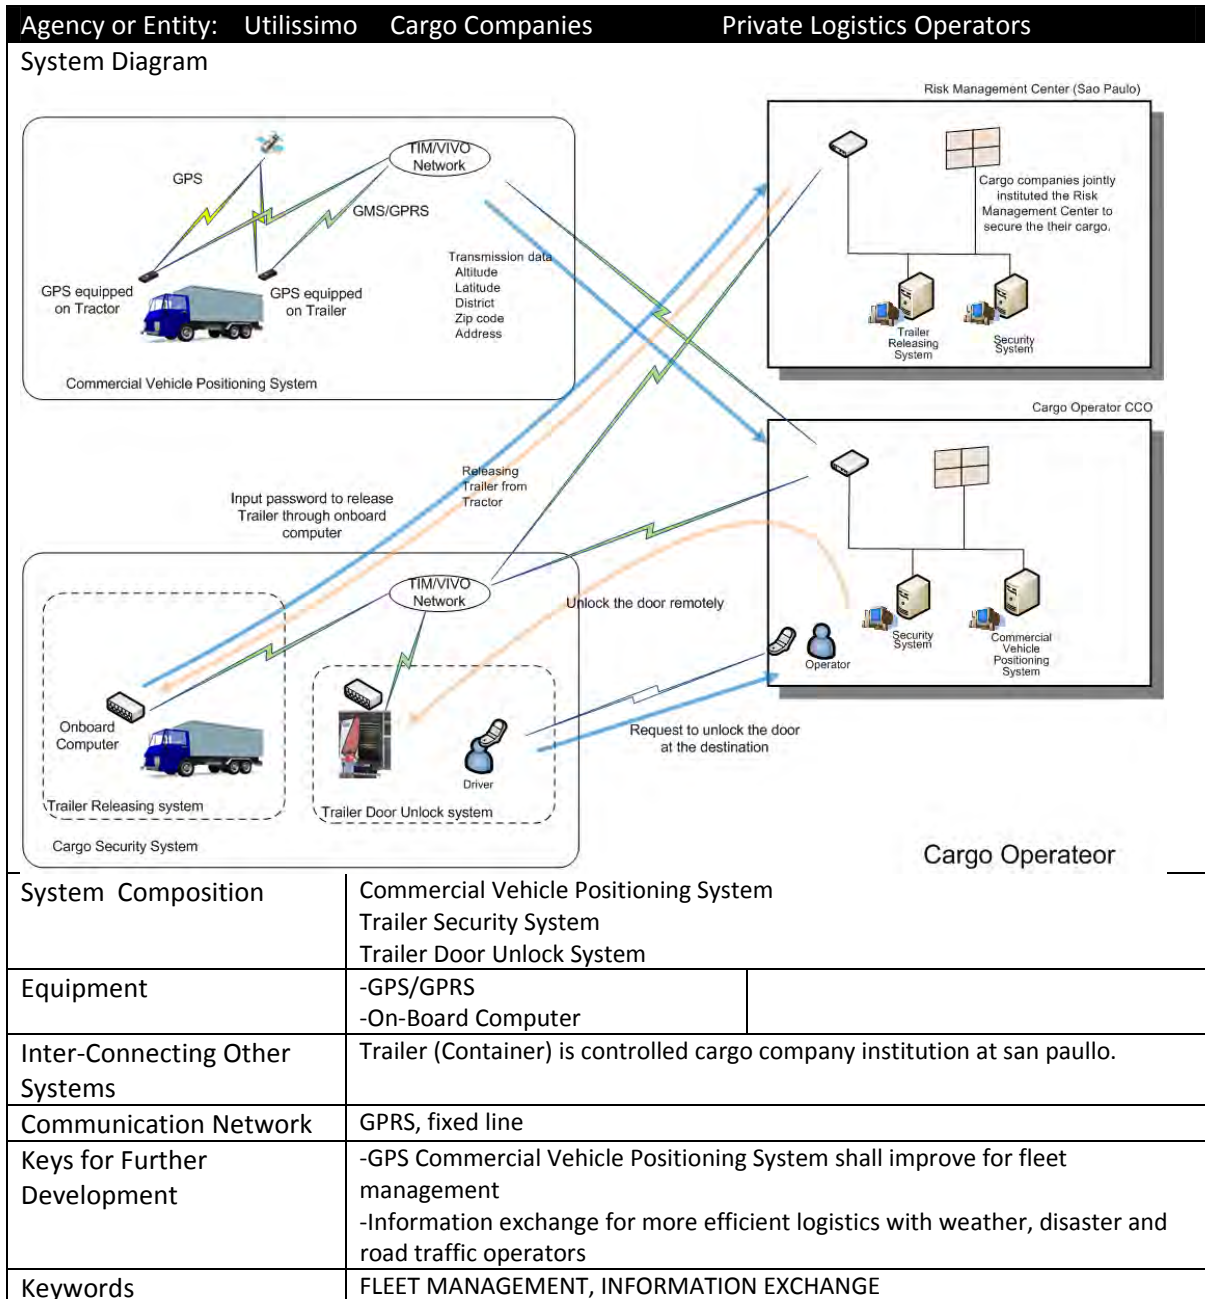 Agency or Entity: Utilissimo Cargo Companies Private Logistics Operators
System Diagram
Risk Management Center (Sao Paulo)
TIM/VIVO
Network
GPS
GMS/GPRS
Cargo companies jointly
instituted the Risk
Management Center to
secure the their cargo.
Transmission data
Altitude
Latitude
District
Zip code
Address
GPS equipped
on Tractor
GPS equipped
on Trailer
Trailer
Releasing
System
Security
System
Commercial Vehicle Positioning System
Cargo Operator CCO
Releasing
Trailer from
Tractor
Input password to release
Trailer through onboard
computer
TIM/VIVO
Network
Unlock the door remotely
Security
System
Commercial
Vehicle
Positioning
System
Operator
Onboard
Computer
Request to unlock the door
at the destination
Driver
Trailer Releasing system
Trailer Door Unlock system
Cargo Security System
Cargo Operateor
System Composition
Commercial Vehicle Positioning System
Trailer Security System
Trailer Door Unlock System
Equipment
-GPS/GPRS
-On-Board Computer
Inter-Connecting Other
Systems
Trailer (Container) is controlled cargo company institution at san paullo.
Communication Network
GPRS, fixed line
Keys for Further
Development
-GPS Commercial Vehicle Positioning System shall improve for fleet
management
-Information exchange for more efficient logistics with weather, disaster and
road traffic operators
Keywords
FLEET MANAGEMENT, INFORMATION EXCHANGE